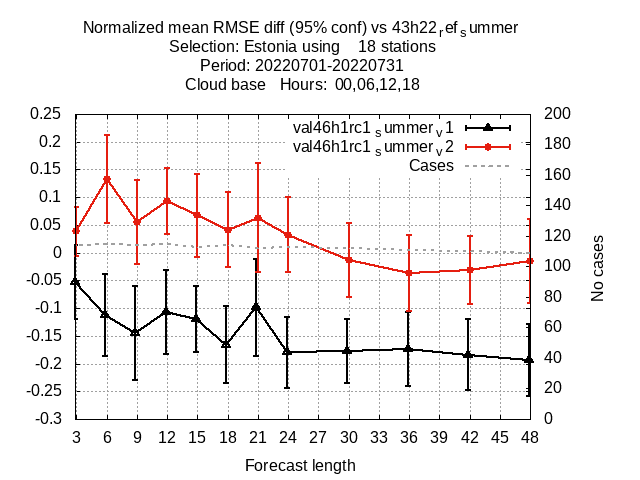 Normalized mean RMSE diff (95% conf) vs 43h22ref summer
Selection: Estonia using    18 stations
Period: 20220701-20220731
Cloud base   Hours:  00,06,12,18
val46h1rc1summerv1
val46h1rc1summerv2
Cases
0.25
0.2
0.15
0.1
0.05
0
-0.05
-0.1
-0.15
-0.2
-0.25
-0.3
200
180
160
140
120
100
80
60
40
20
0
No cases
3 6 9 12 15 18 21 24 27 30 33 36 39 42 45 48
Forecast length